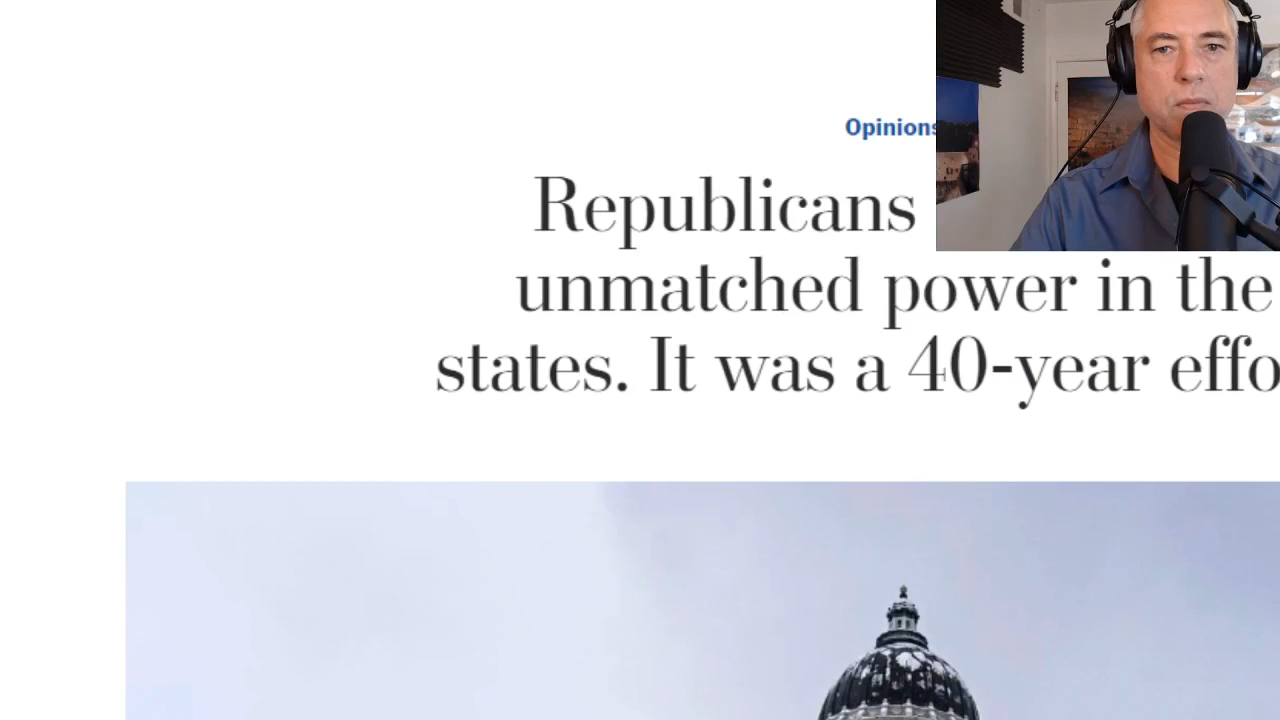 Opinions
Republicans
unmatched power in the
states. It was a 40-year effo